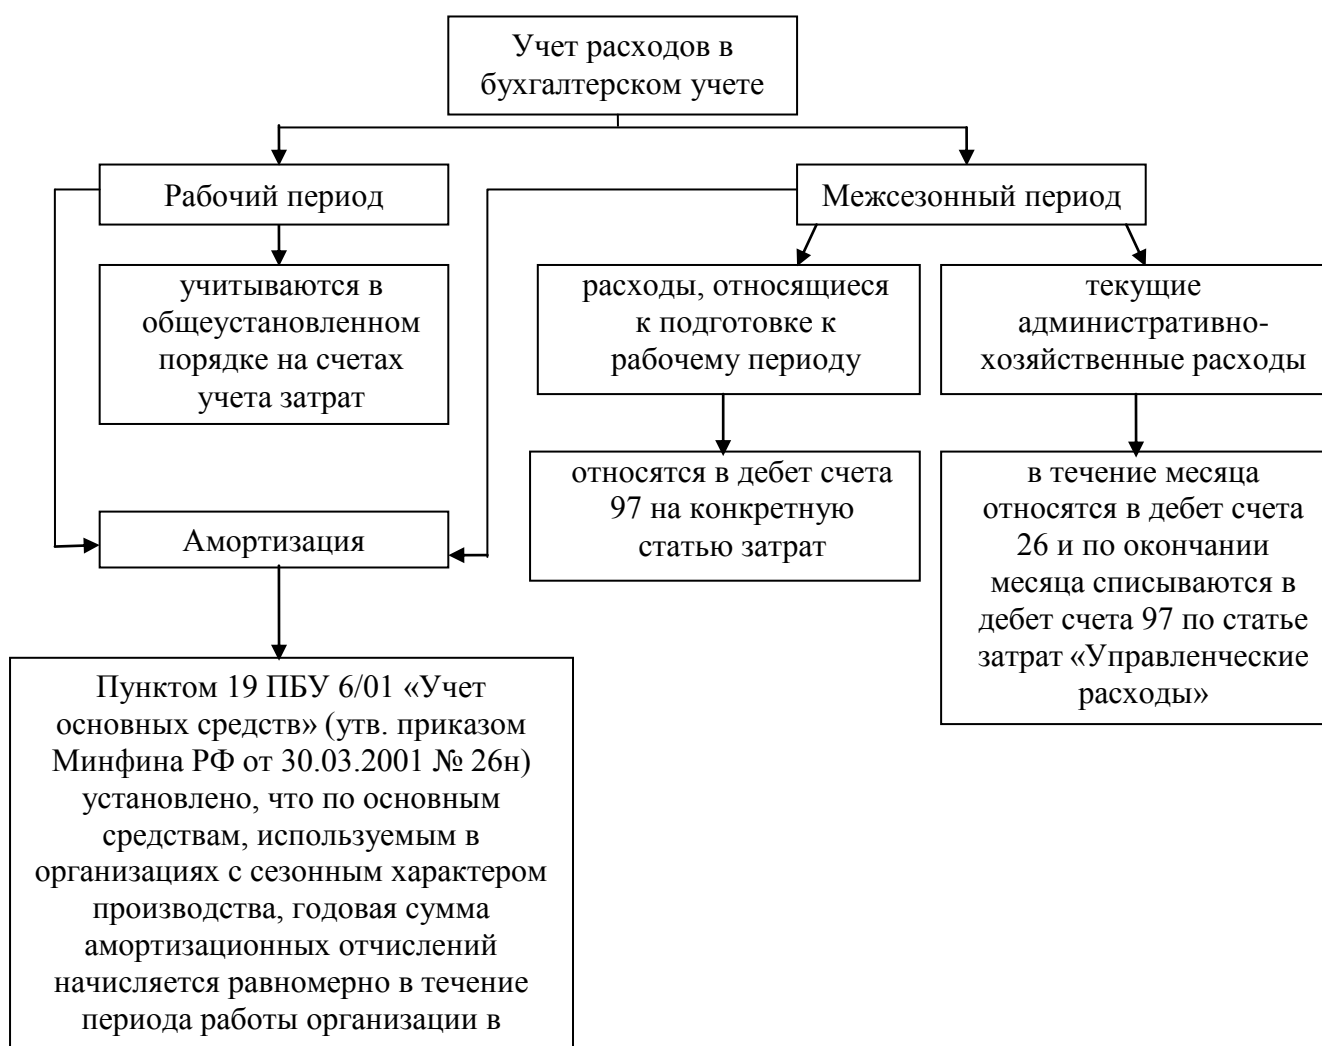 Учет расходов в
бухгалтерском учете
Рабочий период
Межсезонный период
учитываются в
общеустановленном
порядке на счетах
учета затрат
расходы, относящиеся
к подготовке к
рабочему периоду
текущие
административно-
хозяйственные расходы
относятся в дебет счета
97 на конкретную
статью затрат
в течение месяца
относятся в дебет счета
26 и по окончании
месяца списываются в
дебет счета 97 по статье
затрат «Управленческие
расходы»
Амортизация
Пунктом 19 ПБУ 6/01 «Учет
основных средств» (утв. приказом
Минфина РФ от 30.03.2001 № 26н)
установлено, что по основным
средствам, используемым в
организациях с сезонным характером
производства, годовая сумма
амортизационных отчислений
начисляется равномерно в течение
периода работы организации в